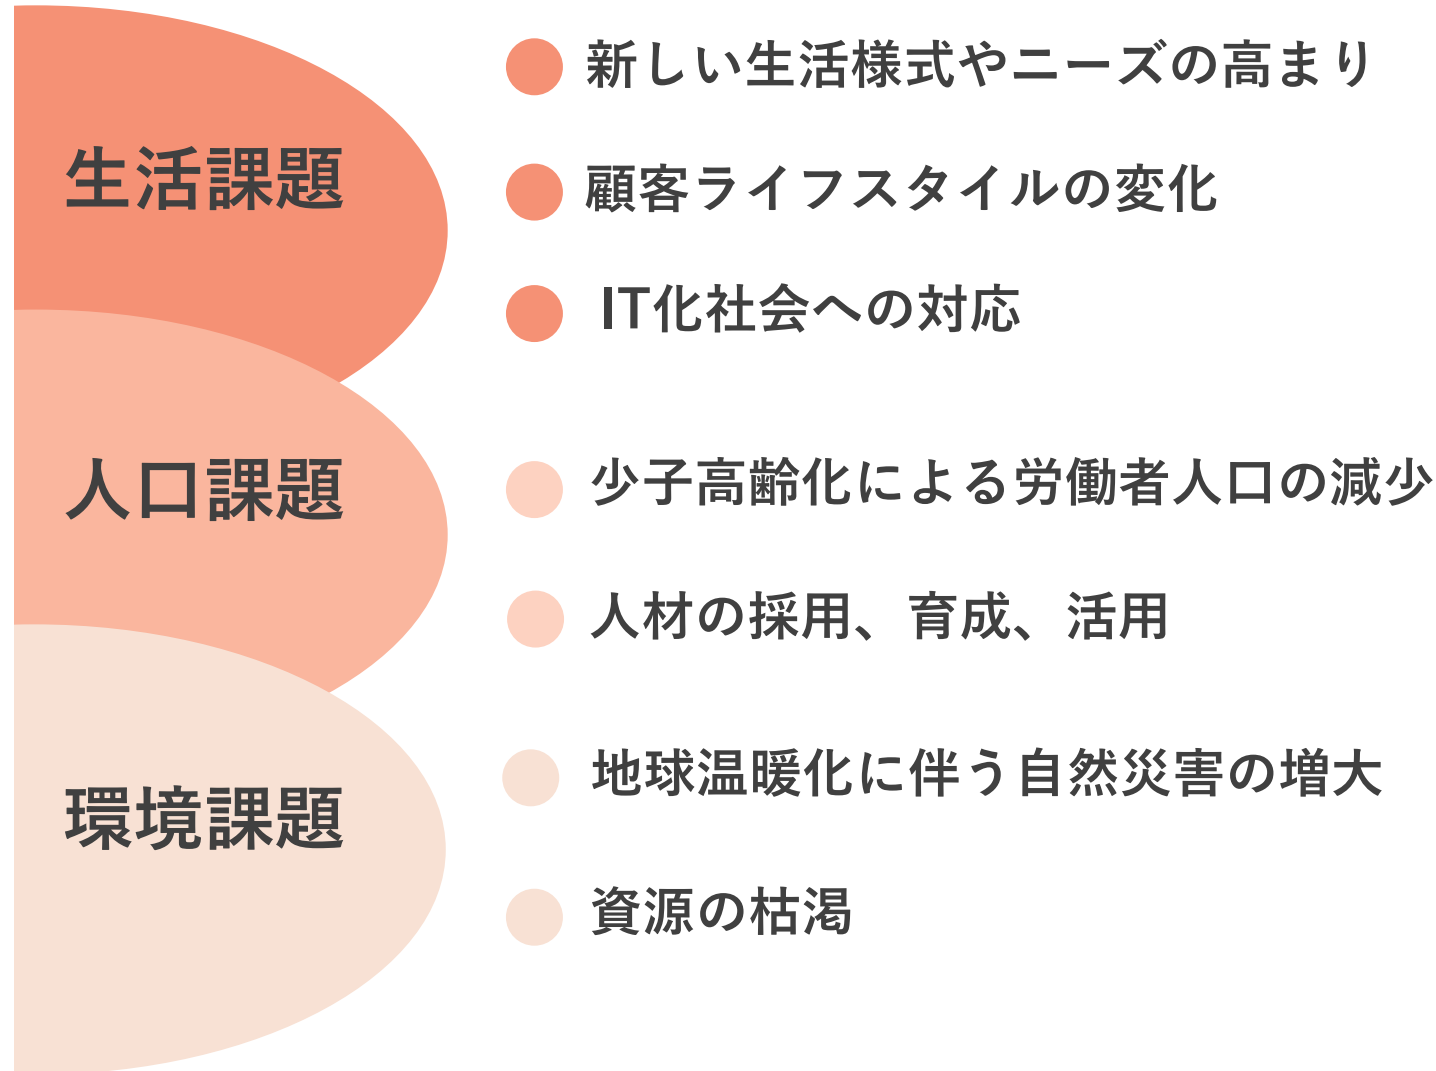 生活課題
新しい生活様式やニーズの高まり
顧客ライフスタイルの変化
IT化社会への対応
人口課題
少子高齢化による労働者人口の減少
人材の採用、育成、活用
環境課題
地球温暖化に伴う自然災害の増大
資源の枯渇